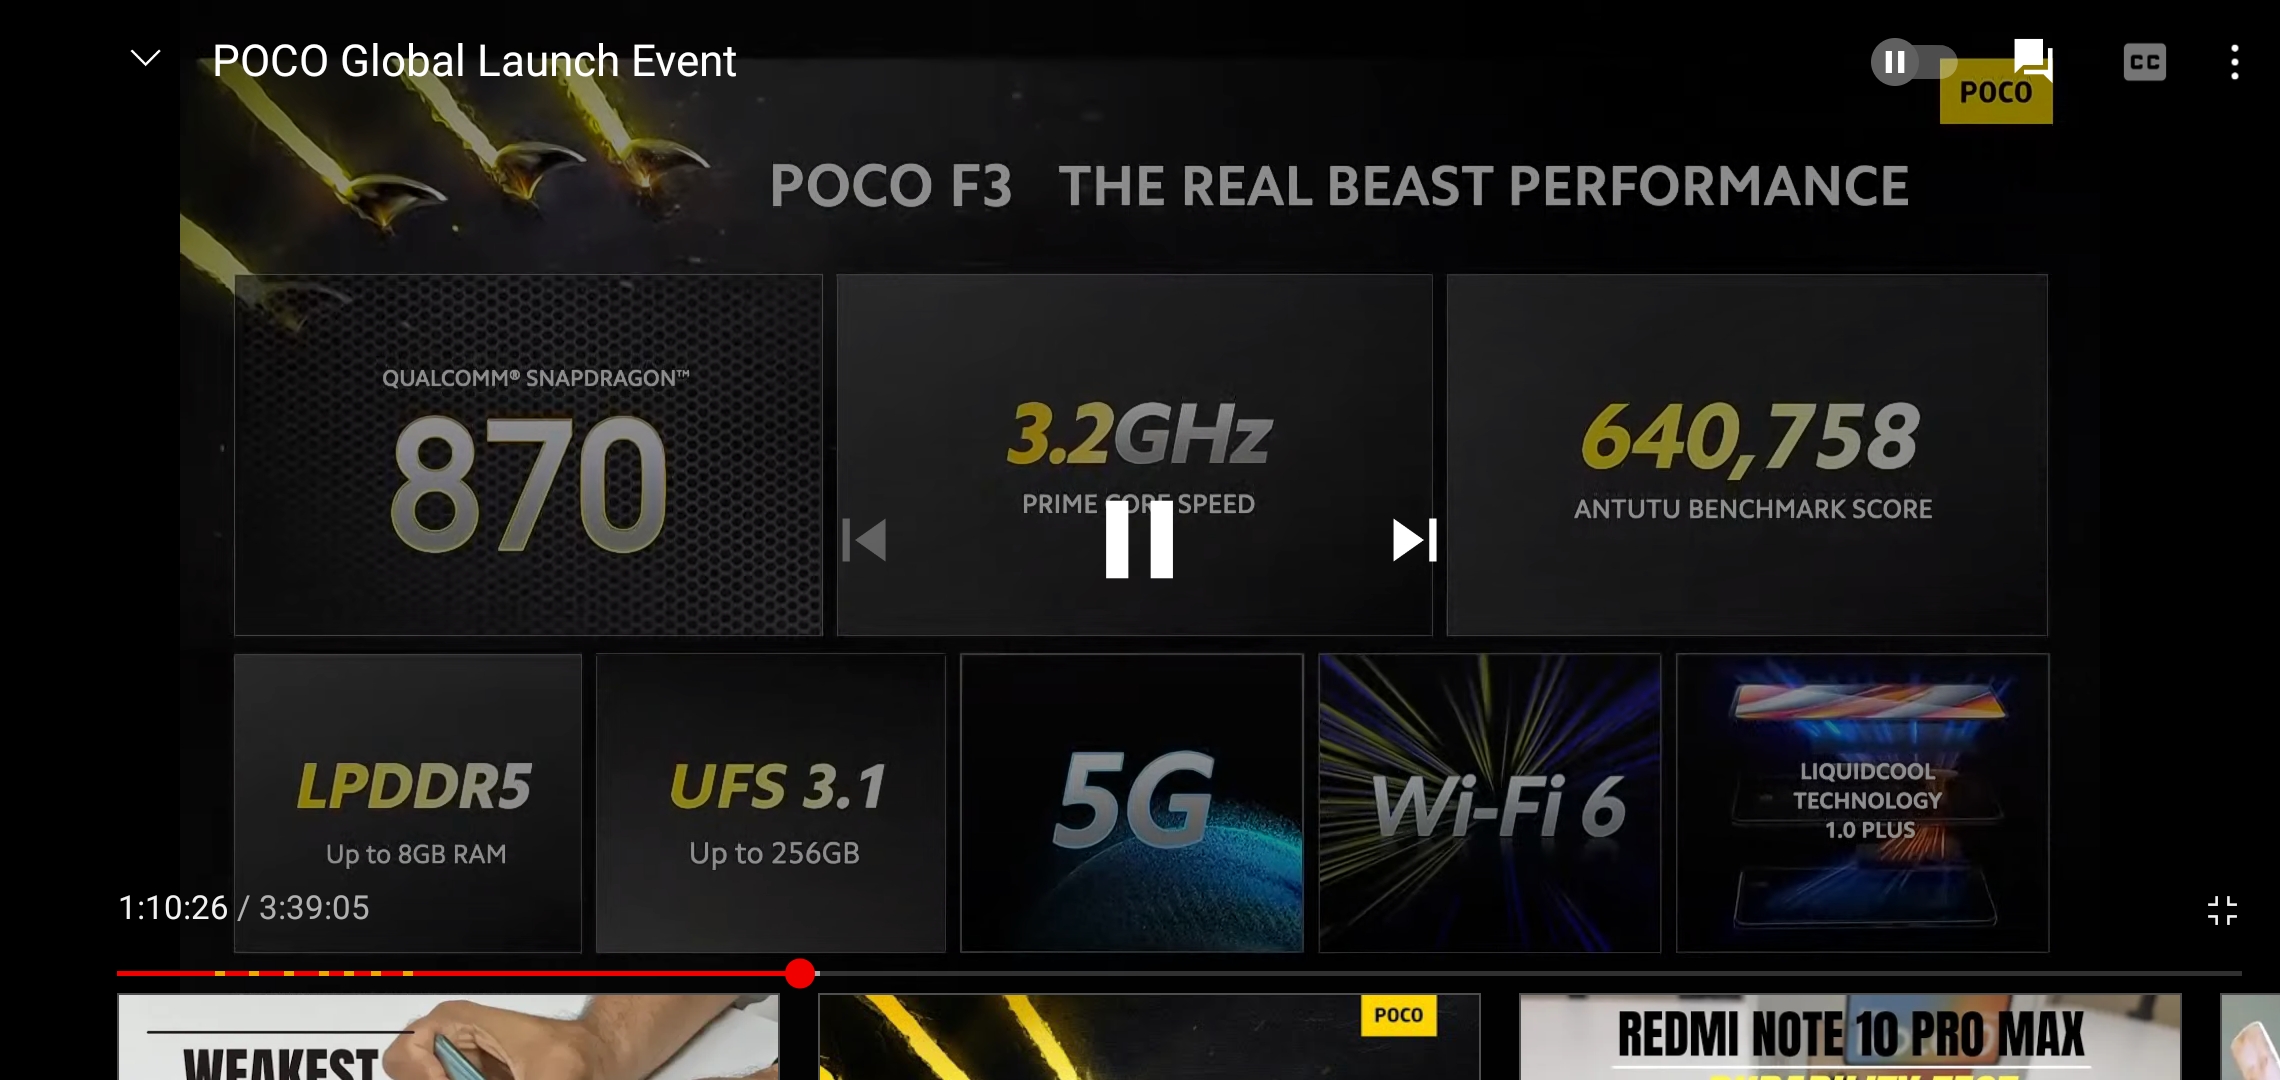 POCO Global Launch Event
CC
POCO
POCO F3 THE REAL BEAST PERFORMANCE
QUALCOMM® SNAPDRAGON™
870
3.2GHz
PRIME CORE SPEED
640,758
ANTUTU BENCHMARK SCORE
LPDDR5
Up to 8GB RAM
UFS 3.1
Up to 256GB
5G
Wi-Fi 6
LIQUIDCOOL
TECHNOLOGY
1.0 PLUS
1:10:26 / 3:39:05
WEAKEST
POCO
REDMI NOTE 10 PRO MAX
DURABILITY TEST